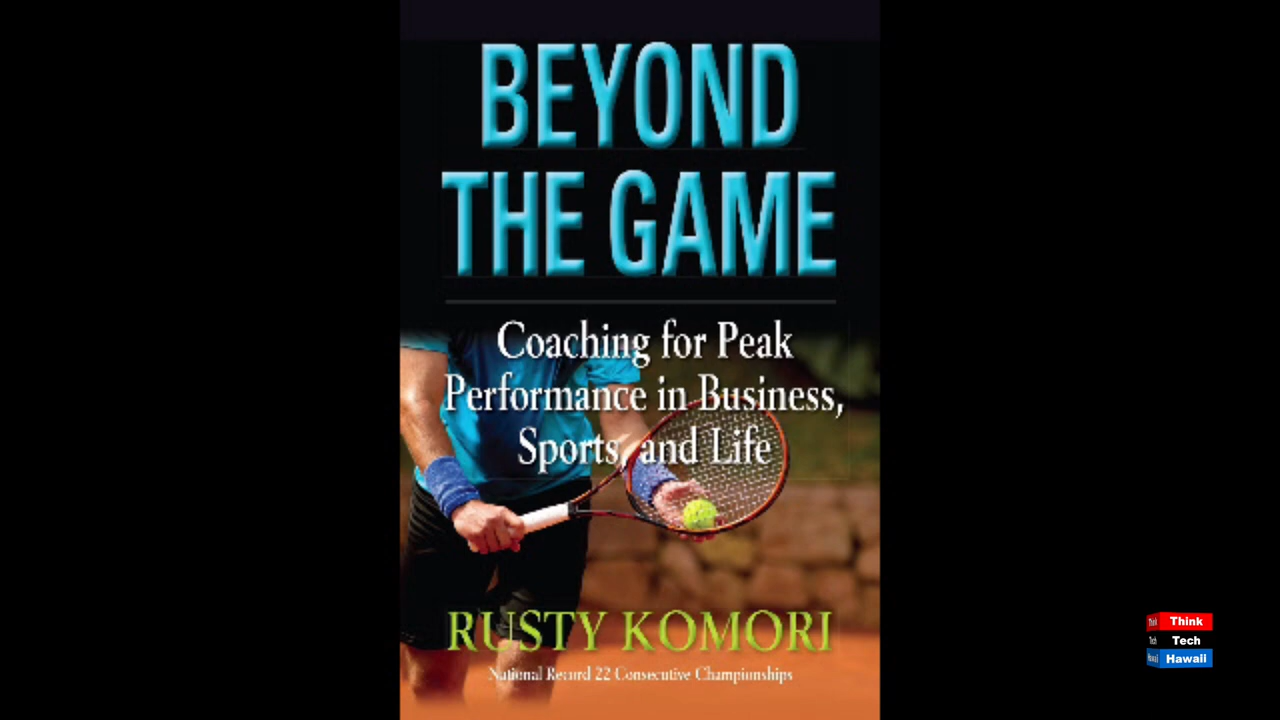 BEYOND
THE GAME
Coaching for Peak
Performance in Business,
Sports, and Life
RUSTY KOMORI
National Record 22 Consecutive Championships
Think
Tech
Hawaii